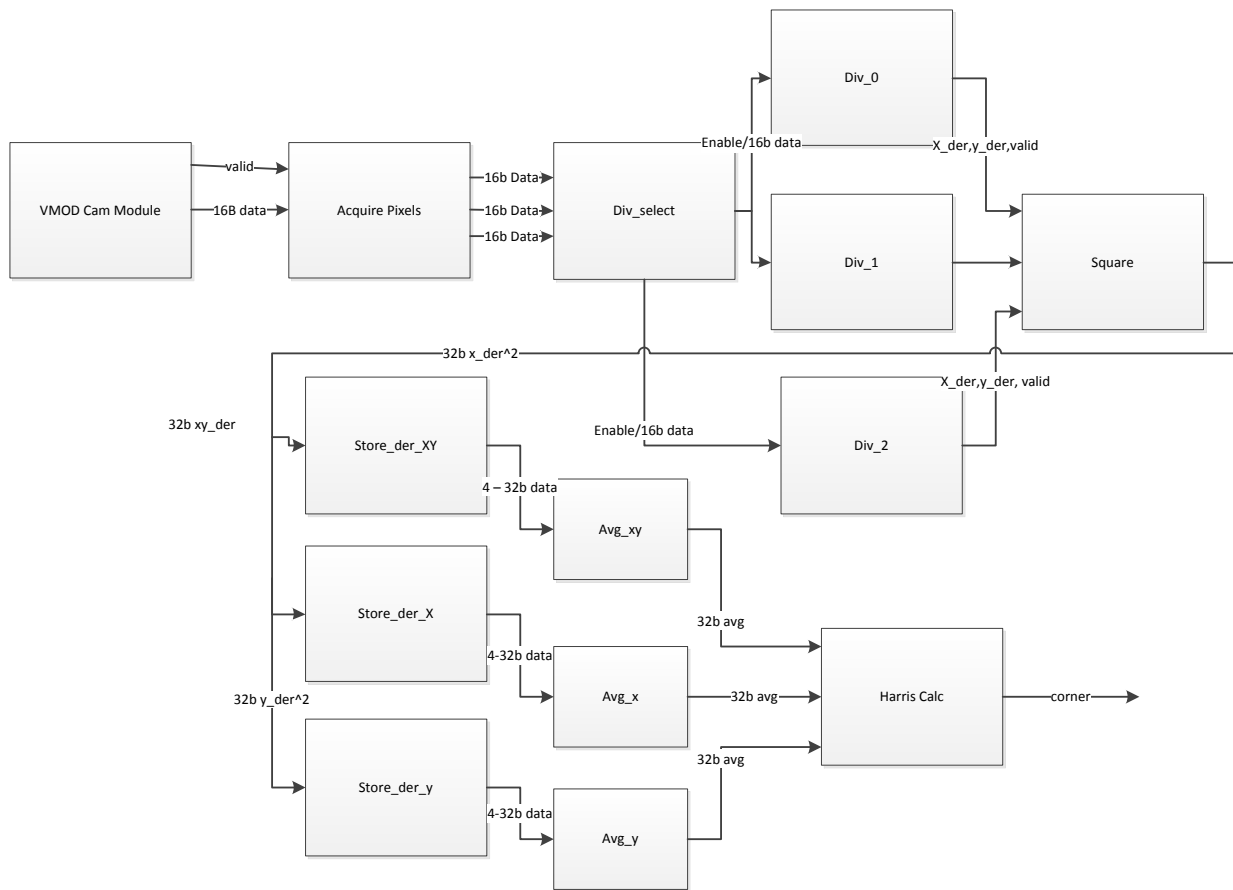 Div_0
Enable/16b data
X_der,y_der,valid
valid
16B data
VMOD Cam Module
Acquire Pixels
16b Data
16b Data
16b Data
Div_select
Div_1
Square
32b x_der^2
X_der,y_der, valid
32b xy_der
Store_der_XY
Enable/16b data
Div_2
4 – 32b data
Avg_xy
Store_der_X
32b avg
4-32b data
Avg_x
32b avg
Harris Calc
corner
32b y_der^2
32b avg
Store_der_y
4-32b data
Avg_y